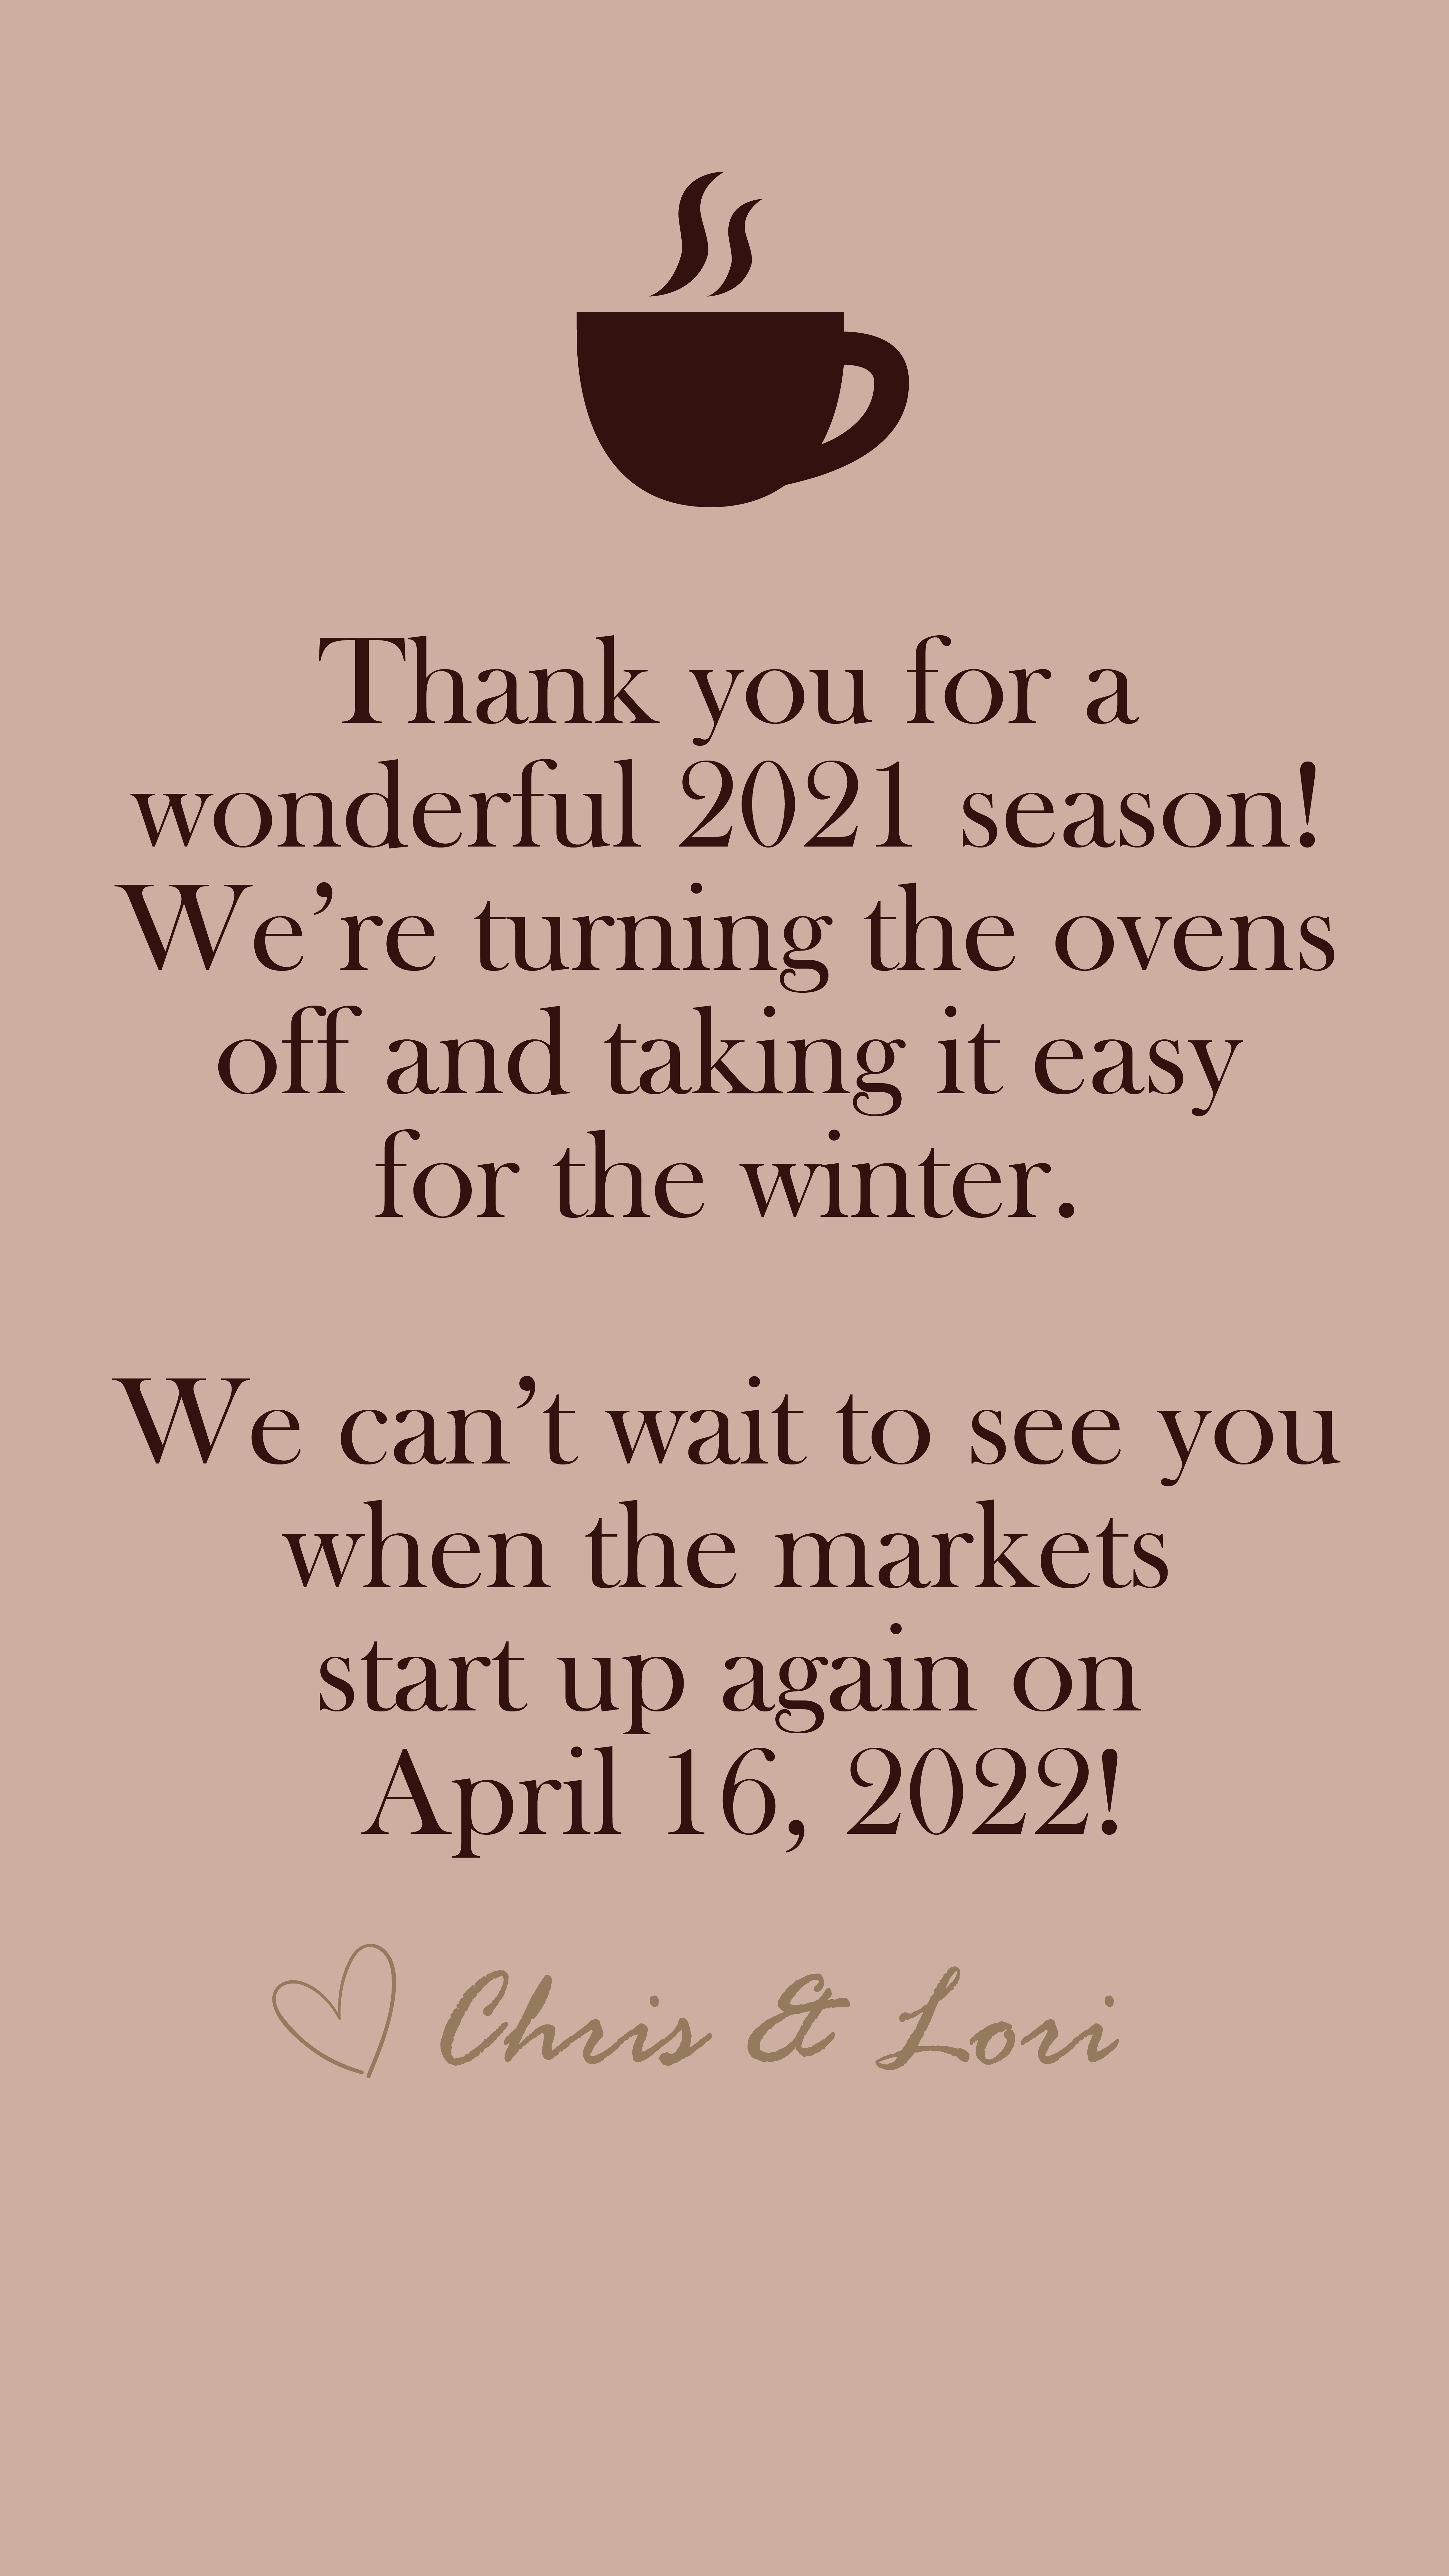 Thank you for a
wonderful 2021 season!
We’re turning the ovens
off and taking it easy
for the winter.
We can’t wait to see you
when the markets
start up again on
April 16, 2022!
Chris & Lori